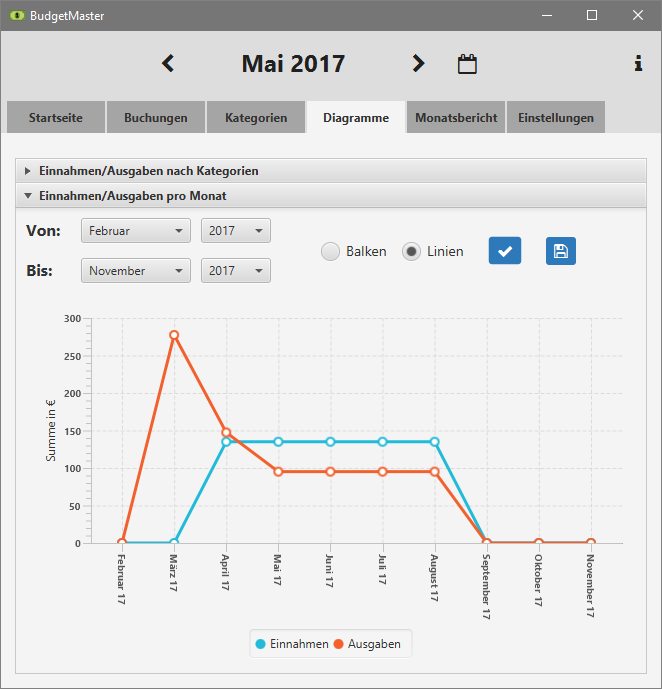 BudgetMaster
Mai 2017
Startseite Buchungen Kategorien Diagramme Monatsbericht Einstellungen
Einnahmen/Ausgaben nach Kategorien
Einnahmen/Ausgaben pro Monat
Von: Februar 2017
Balken Linien
Bis: November 2017
300
250
200
150
100
50
0
Summe in €
Februar 17
März 17
April 17
Mai 17
Juni 17
Juli 17
August 17
September 17
Oktober 17
November 17
Einnahmen Ausgaben